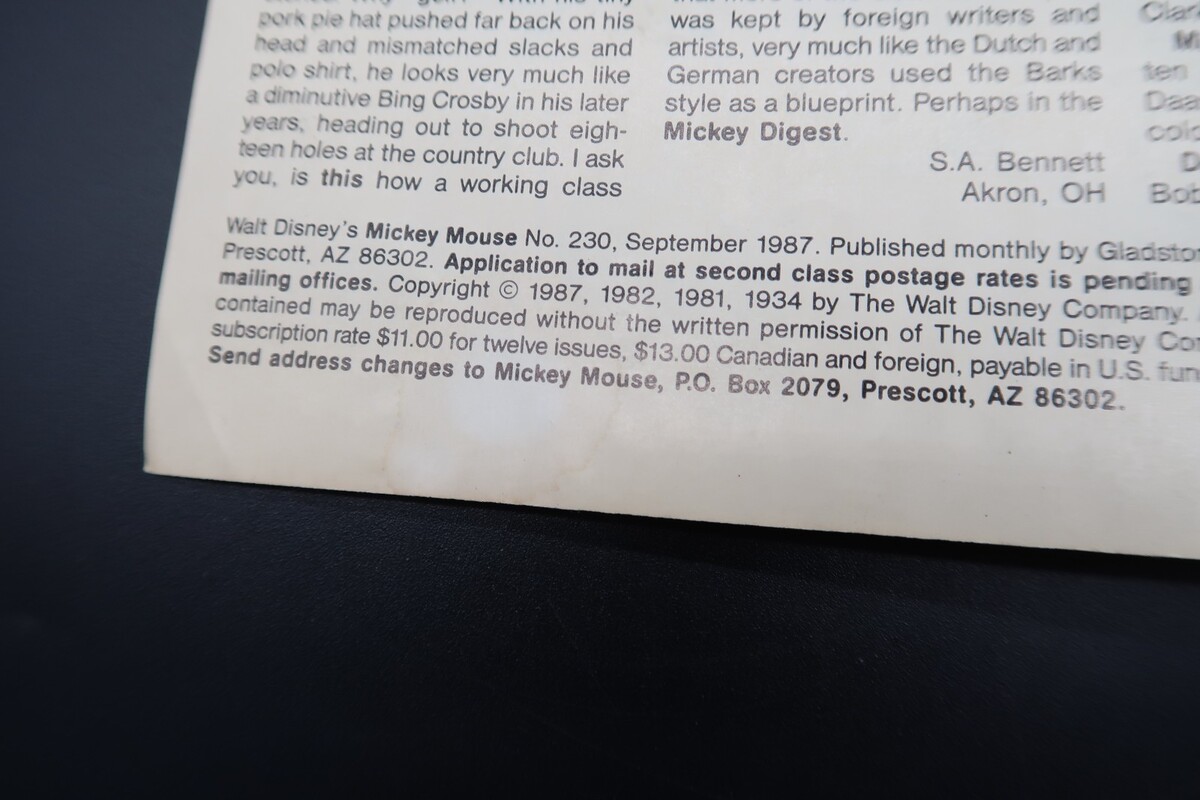 pork pie hat pushed far back on his
head and mismatched slacks and
polo shirt, he looks very much like
a diminutive Bing Crosby in his later
years, heading out to shoot eigh-
teen holes at the country club. I ask
you, is this how a working class
was kept by foreign writers and
artists, very much like the Dutch and
German creators used the Barks
style as a blueprint. Perhaps in the
Mickey Digest.
S.A. Bennett
Akron, OH
ten
Bob
Walt Disney's Mickey Mouse No. 230, September 1987. Published monthly by Gladsto
Prescott, AZ 86302. Application to mail at second class postage rates is pending
mailing offices. Copyright © 1987, 1982, 1981, 1934 by The Walt Disney Company.
contained may be reproduced without the written permission of The Walt Disney Co
subscription rate $11.00 for twelve issues, $13.00 Canadian and foreign, payable in U.S. fun
Send address changes to Mickey Mouse, P.O. Box 2079, Prescott, AZ 86302.